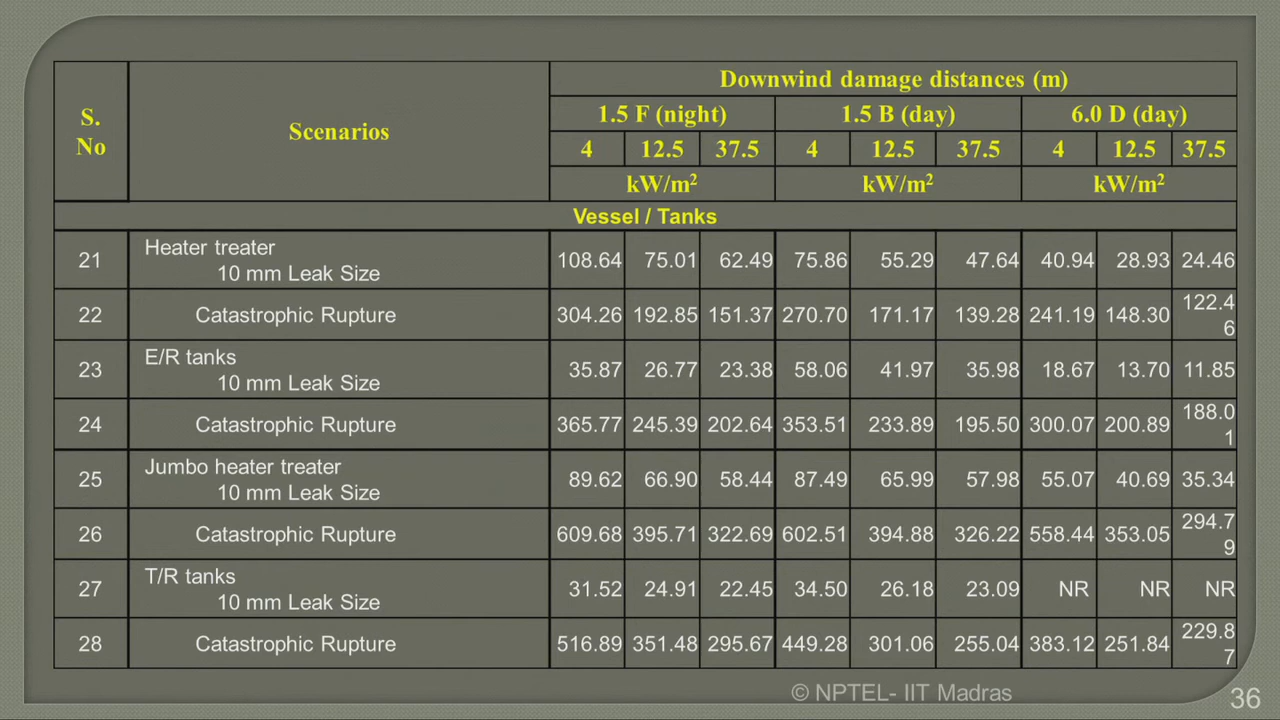 S. No Scenarios Downwind damage distances (m)
1.5 F (night) 1.5 B (day) 6.0 D (day)
4 12.5 37.5 4 12.5 37.5 4 12.5 37.5
kW/m² kW/m² kW/m²
Vessel / Tanks
21 Heater treater
10 mm Leak Size 108.64 75.01 62.49 75.86 55.29 47.64 40.94 28.93 24.46
22 Catastrophic Rupture 304.26 192.85 151.37 270.70 171.17 139.28 241.19 148.30 122.46
23 E/R tanks
10 mm Leak Size 35.87 26.77 23.38 58.06 41.97 35.98 18.67 13.70 11.85
24 Catastrophic Rupture 365.77 245.39 202.64 353.51 233.89 195.50 300.07 200.89 188.01
25 Jumbo heater treater
10 mm Leak Size 89.62 66.90 58.44 87.49 65.99 57.98 55.07 40.69 35.34
26 Catastrophic Rupture 609.68 395.71 322.69 602.51 394.88 326.22 558.44 353.05 294.79
27 T/R tanks
10 mm Leak Size 31.52 24.91 22.45 34.50 26.18 23.09 NR NR NR
28 Catastrophic Rupture 516.89 351.48 295.67 449.28 301.06 255.04 383.12 251.84 229.87
© NPTEL- IIT Madras
36